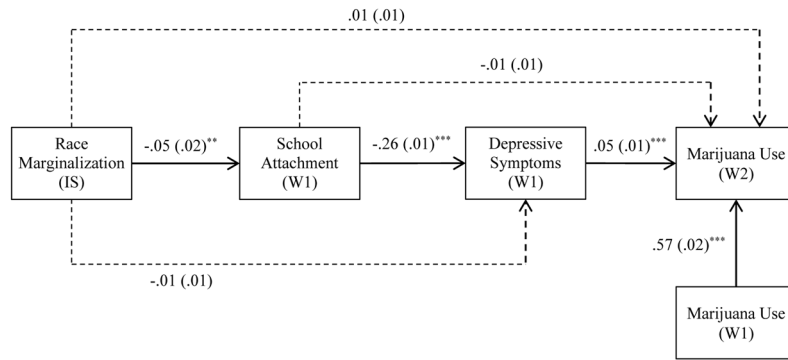 .01 (.01)
-.01 (.01)
Race
Marginalization
(IS)
-.05 (.02)**
School
Attachment
(W1)
-.26 (.01)***
Depressive
Symptoms
(W1)
.05 (.01)***
Marijuana Use
(W2)
.57 (.02)***
-.01 (.01)
Marijuana Use
(W1)